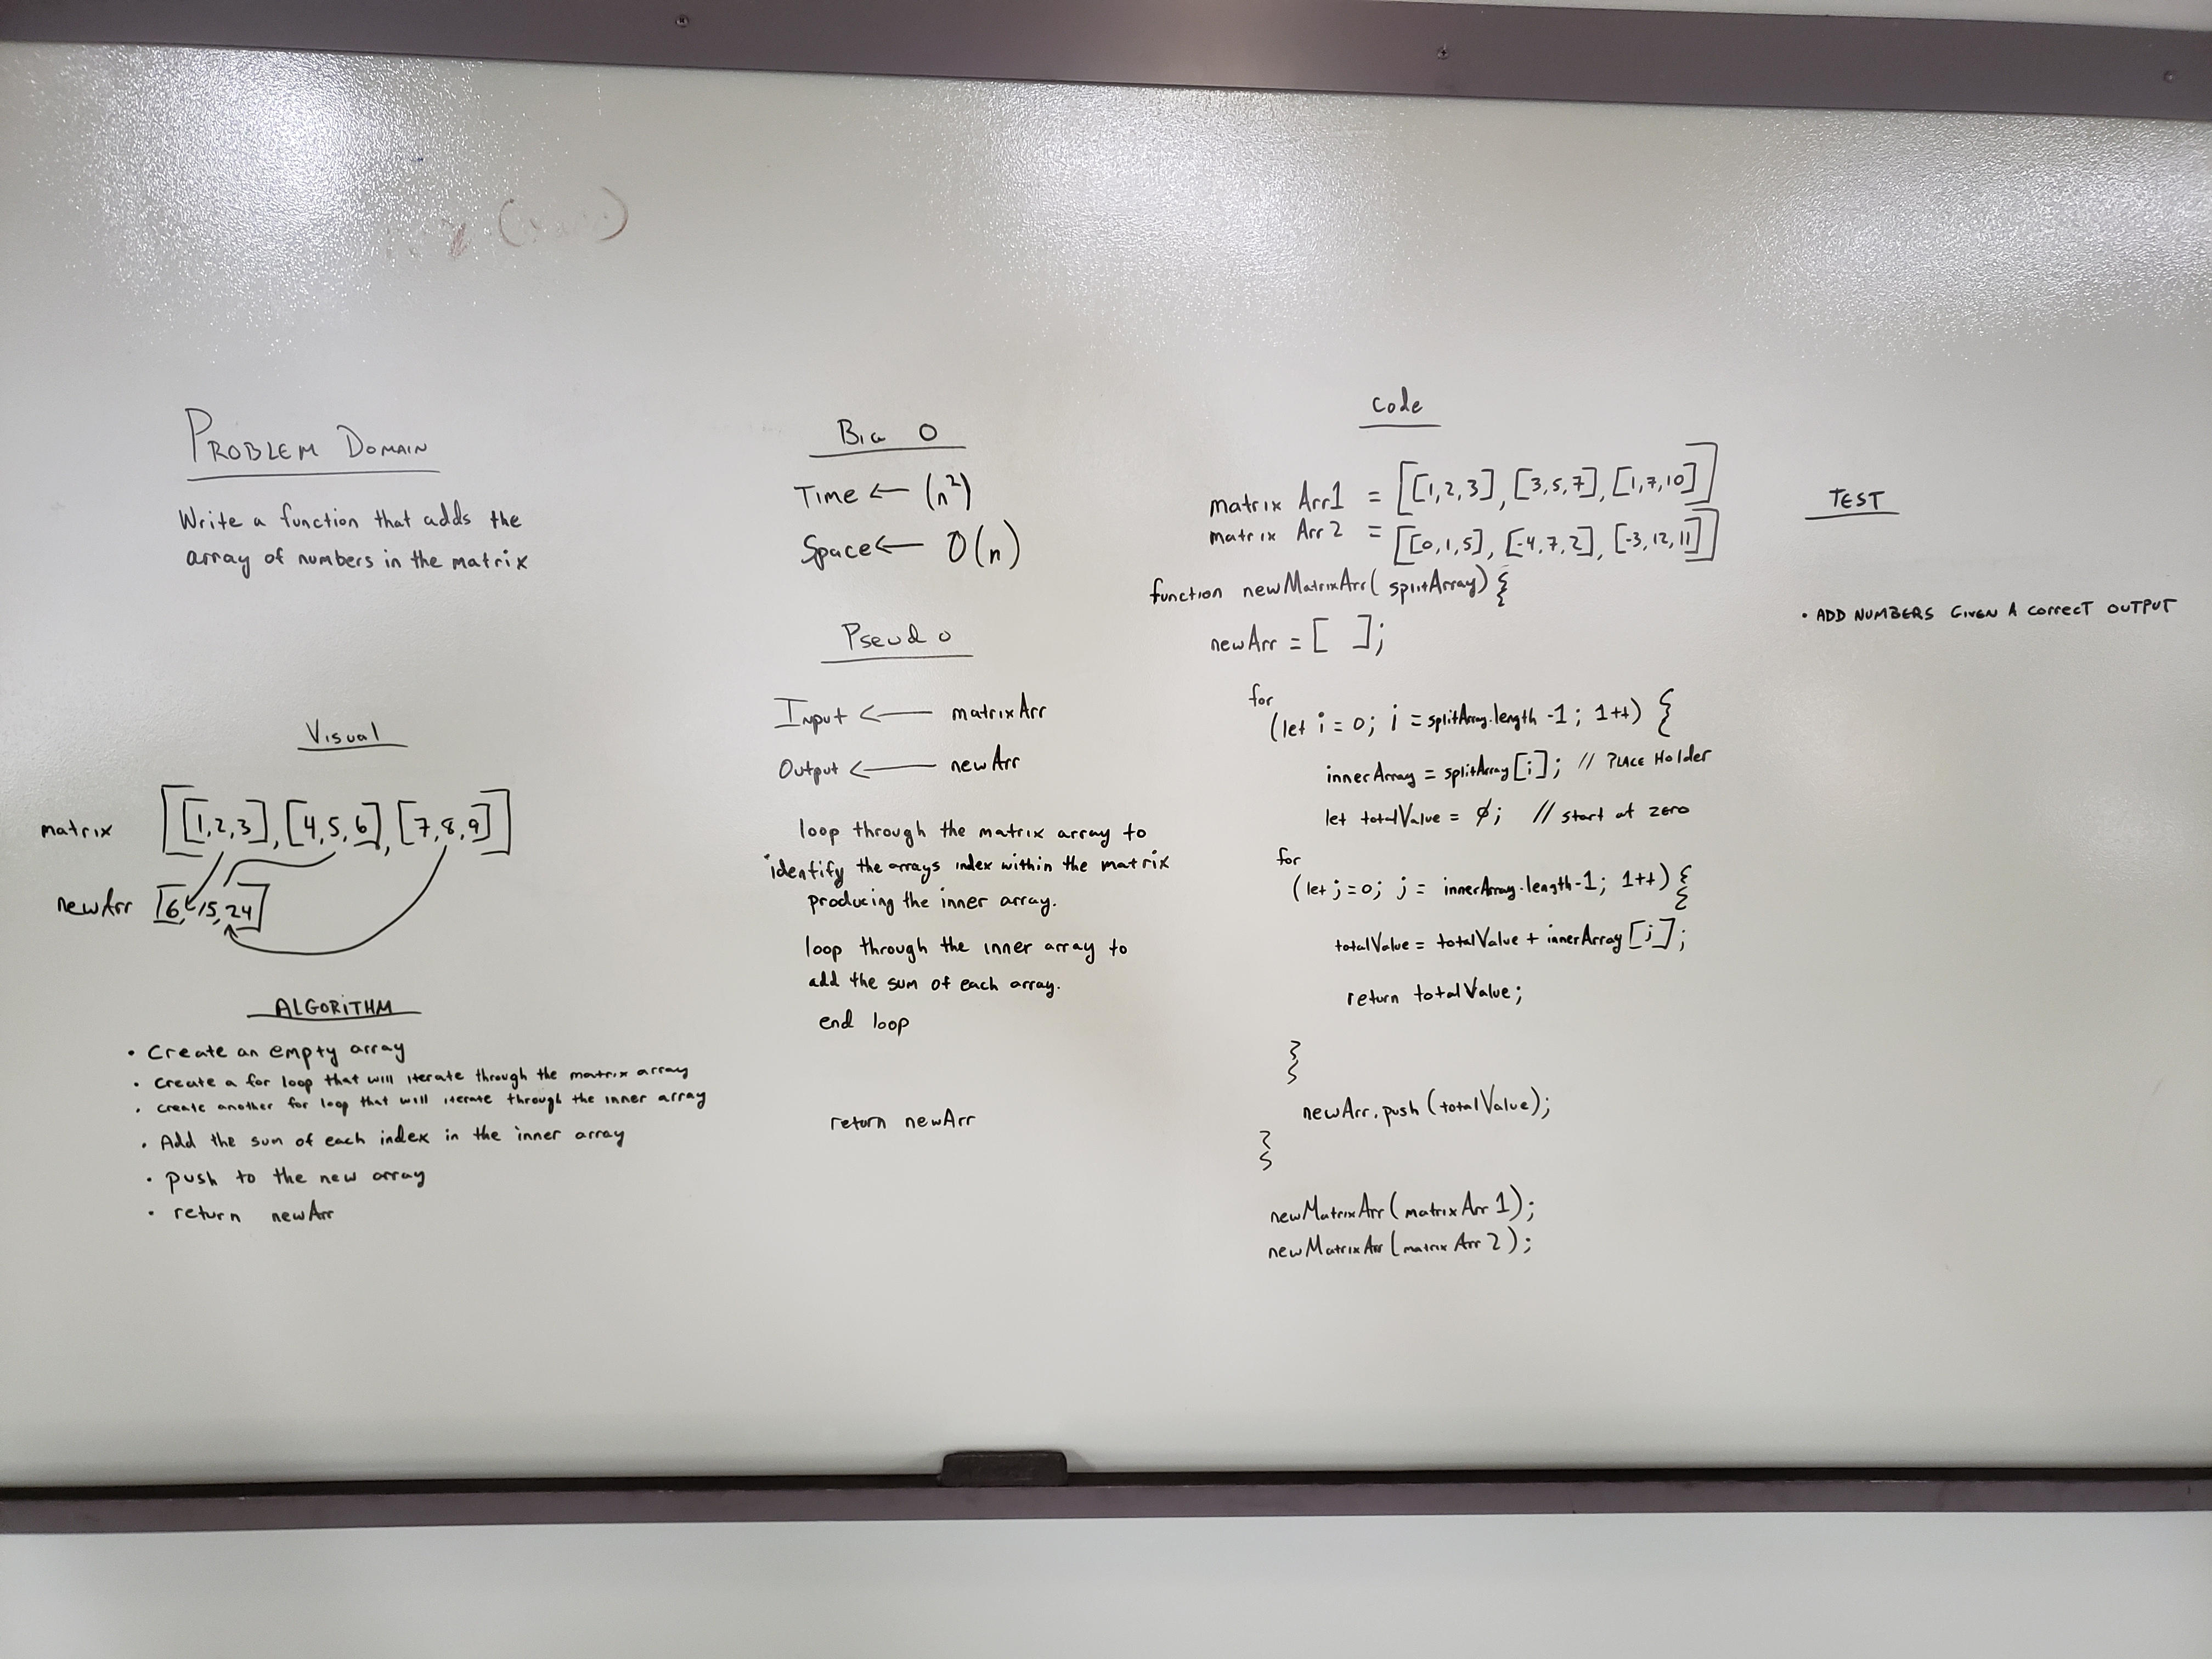 PROBLEM DOMAIN
Write a function that adds the
array of numbers in the matrix
Visual
matrix [[1,2,3],[4,5,6],[7,8,9]]
newArr [6,15,24]
ALGORITHM
• Create an empty array
• create a for loop that will iterate through the matrix array
• create another for loop that will iterate through the inner array
• Add the sum of each index in the inner array
• push to the new array
• return newArr
BIG O
Time ← (n²)
Space ← O(n)
Pseudo
Input ← matrixArr
Output ← newArr
loop through the matrix array to
identify the arrays index within the matrix
producing the inner array.
loop through the inner array to
add the sum of each array.
end loop
return newArr
Code
matrix Arr1 = [[1,2,3],[3,5,7],[1,7,10]]
matrix Arr2 = [[0,1,5],[-4,7,2],[-3,12,11]]
function newMatrixArr( splitArray) {
newArr = [ ];
for
(let i = 0; i = splitArray.length -1; 1++) {
innerArray = splitArray[i]; // PLACE Holder
let totalValue = 0; // start at zero
for
(let j=0; j = innerArray.length-1; 1++) {
totalValue = totalValue + innerArray[j];
return totalValue;
}
newArr.push(totalValue);
}
newMatrixArr(matrixArr1);
newMatrixArr(matrixArr2);
TEST
• ADD NUMBERS GIVEN A CORRECT OUTPUT